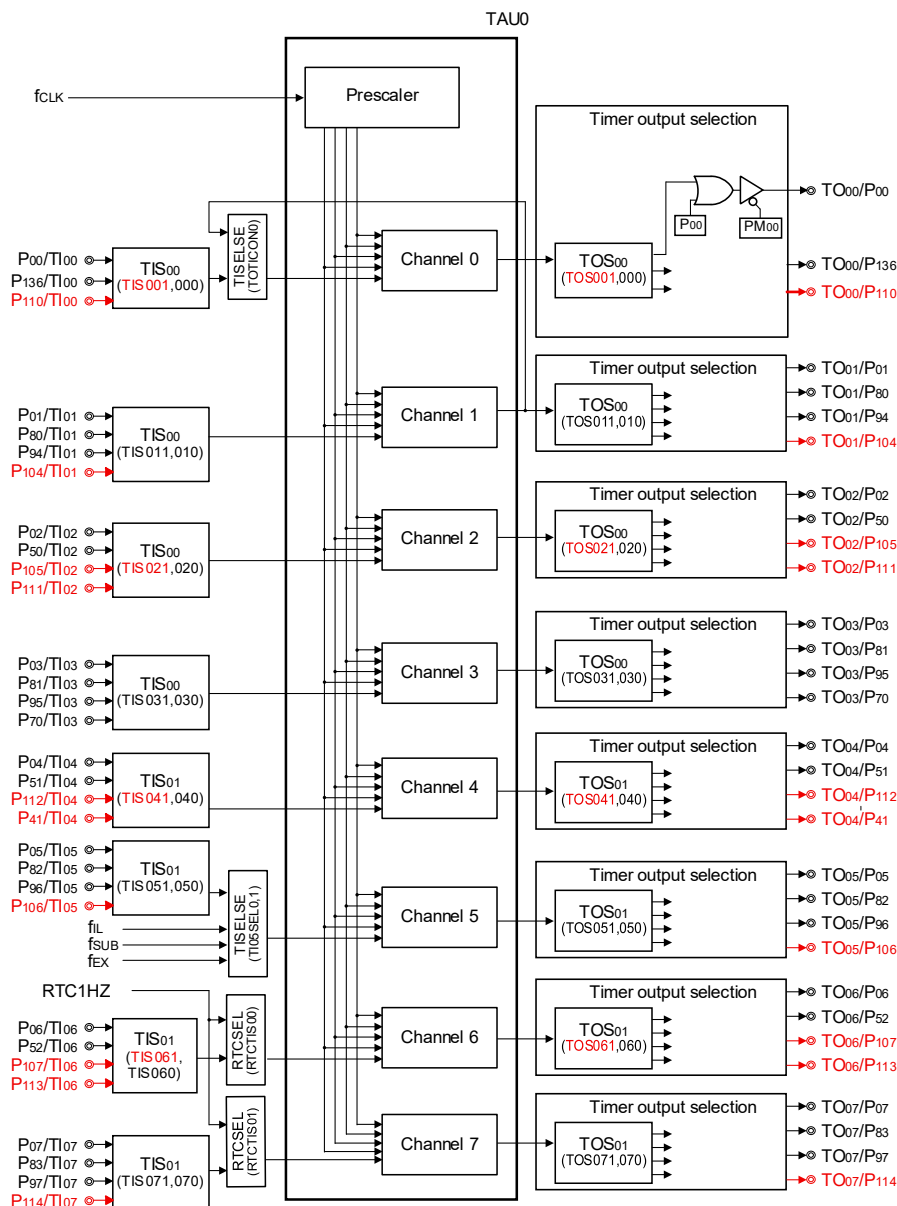 TAU0
fCLK
Prescaler
Timer output selection
TO00/P00
P00
PM00
P00/TI00
P136/TI00
P110/TI00
TIS00
(TIS001,000)
TISELSE
(TOTICON0)
Channel 0
TOS00
(TOS001,000)
TO00/P136
TO00/P110
P01/TI01
P80/TI01
P94/TI01
P104/TI01
TIS00
(TIS011,010)
Channel 1
Timer output selection
TOS00
(TOS011,010)
TO01/P01
TO01/P80
TO01/P94
TO01/P104
P02/TI02
P50/TI02
P105/TI02
P111/TI02
TIS00
(TIS021,020)
Channel 2
Timer output selection
TOS00
(TOS021,020)
TO02/P02
TO02/P50
TO02/P105
TO02/P111
P03/TI03
P81/TI03
P95/TI03
P70/TI03
TIS00
(TIS031,030)
Channel 3
Timer output selection
TOS00
(TOS031,030)
TO03/P03
TO03/P81
TO03/P95
TO03/P70
P04/TI04
P51/TI04
P112/TI04
P41/TI04
TIS01
(TIS041,040)
Channel 4
Timer output selection
TOS01
(TOS041,040)
TO04/P04
TO04/P51
TO04/P112
TO04/P41
P05/TI05
P82/TI05
P96/TI05
P106/TI05
TIS01
(TIS051,050)
fIL
fSUB
fEX
TISELSE
(TI05SEL0,1)
Channel 5
Timer output selection
TOS01
(TOS051,050)
TO05/P05
TO05/P82
TO05/P96
TO05/P106
RTC1HZ
P06/TI06
P52/TI06
P107/TI06
P113/TI06
TIS01
(TIS061,
TIS060)
RTCSEL
(RTCTIS00)
Channel 6
Timer output selection
TOS01
(TOS061,060)
TO06/P06
TO06/P52
TO06/P107
TO06/P113
P07/TI07
P83/TI07
P97/TI07
P114/TI07
TIS01
(TIS071,070)
RTCSEL
(RTCTIS01)
Channel 7
Timer output selection
TOS01
(TOS071,070)
TO07/P07
TO07/P83
TO07/P97
TO07/P114